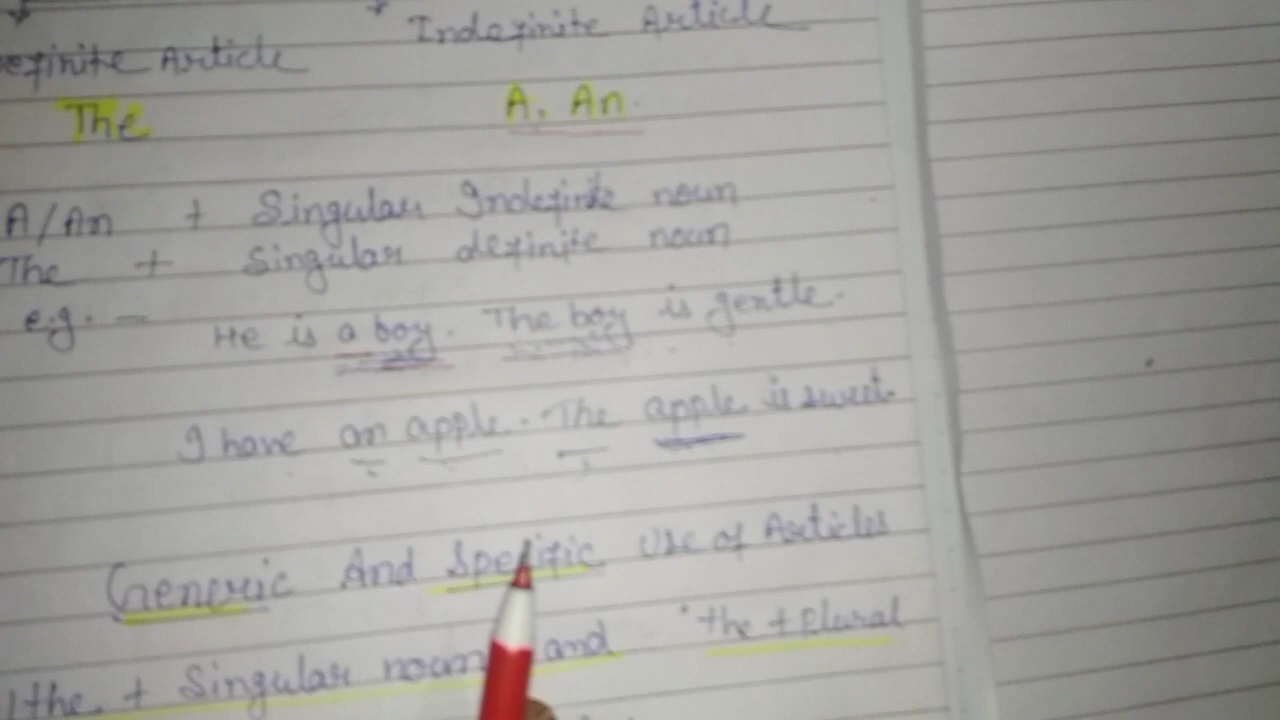 Indefinite Article
efinite Article
The A, An.
A/An + Singular Indefinite noun
The + Singular definite noun
e.g. - He is a boy. The boy is gentle.
I have an apple. The apple is sweet.
Generic And Specific Use of Articles
the + Singular noun and the + Plural